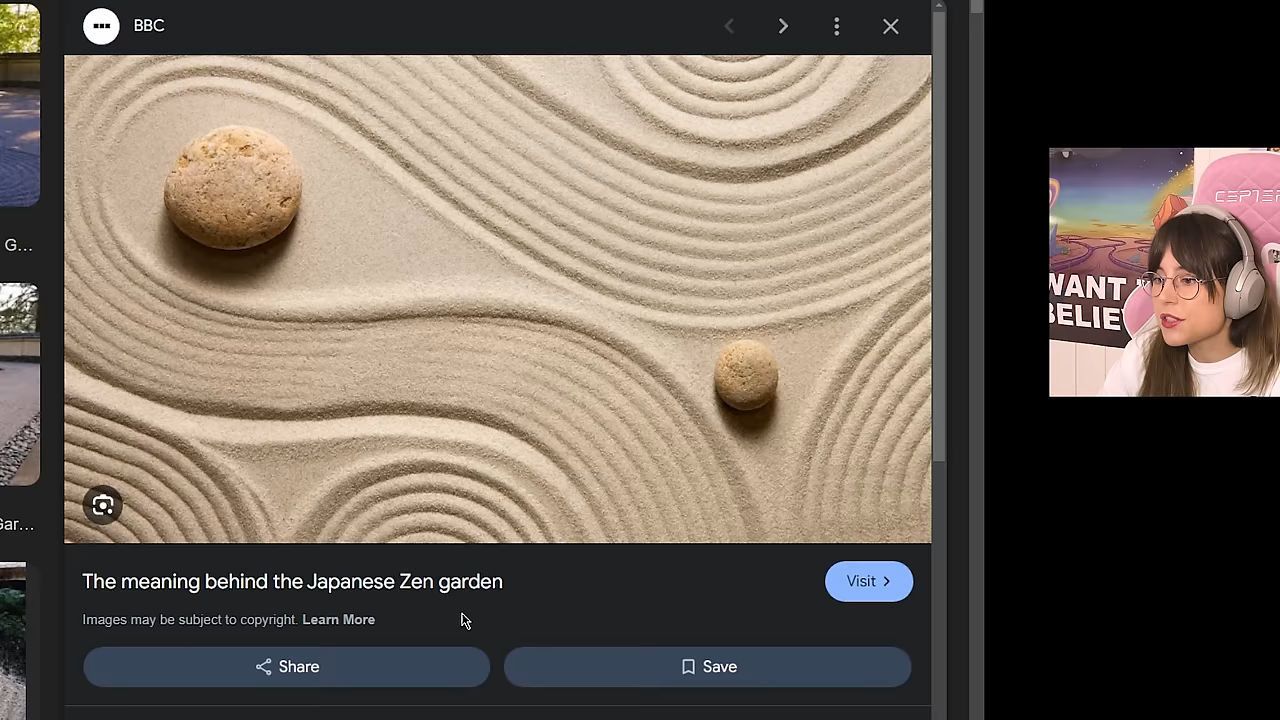 BBC
G...
Gar...
The meaning behind the Japanese Zen garden
Visit
Images may be subject to copyright. Learn More
Share
Save
WANT
BELIE